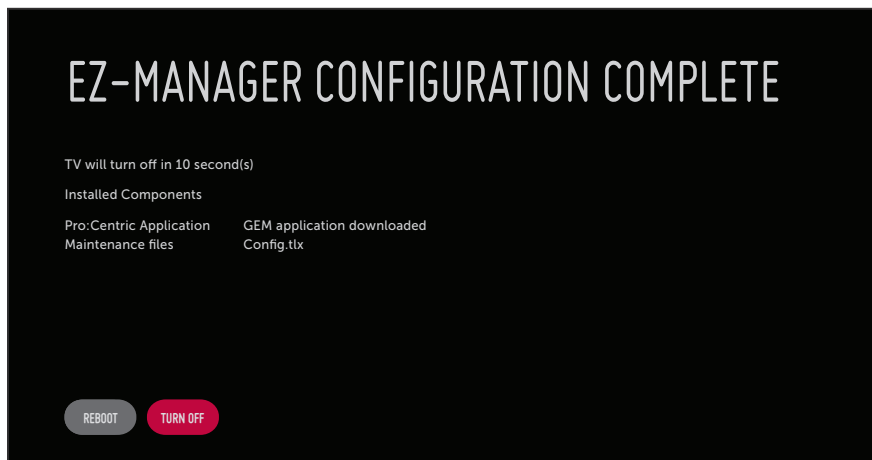 EZ-MANAGER CONFIGURATION COMPLETE
TV will turn off in 10 second(s)
Installed Components
Pro:Centric Application GEM application downloaded
Maintenance files Config.tlx
REBOOT TURN OFF